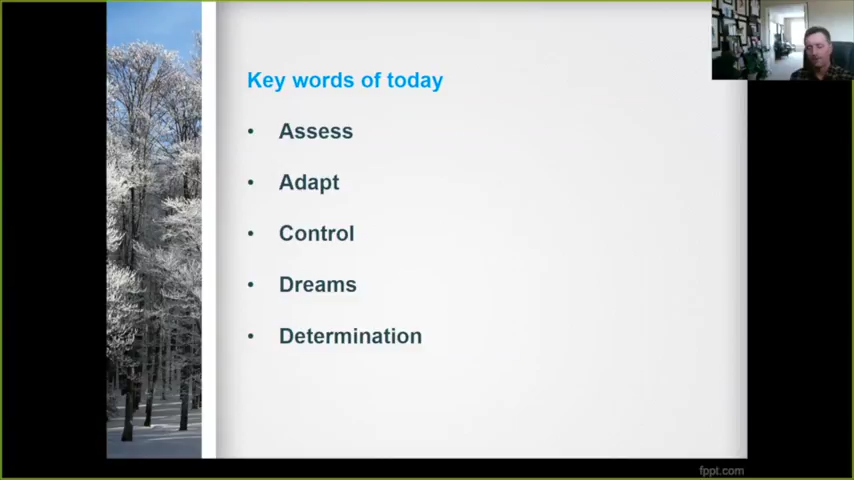 Key words of today
• Assess
• Adapt
• Control
• Dreams
• Determination
fppt.com